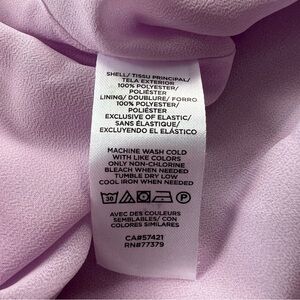 SHELL/ TISSU PRINCIPAL/
TELA EXTERIOR
100% POLYESTER/
POLIÉSTER
LINING/ DOUBLURE/ FORRO
100% POLYESTER/
POLIÉSTER
EXCLUSIVE OF ELASTIC/
SANS ÉLASTIQUE/
EXCLUYENDO EL ELÁSTICO
MACHINE WASH COLD
WITH LIKE COLORS
ONLY NON-CHLORINE
BLEACH WHEN NEEDED
TUMBLE DRY LOW
COOL IRON WHEN NEEDED
30 P
AVEC DES COULEURS
SEMBLABLES/ CON
COLORES SIMILARES
CA#57421
RN#77379